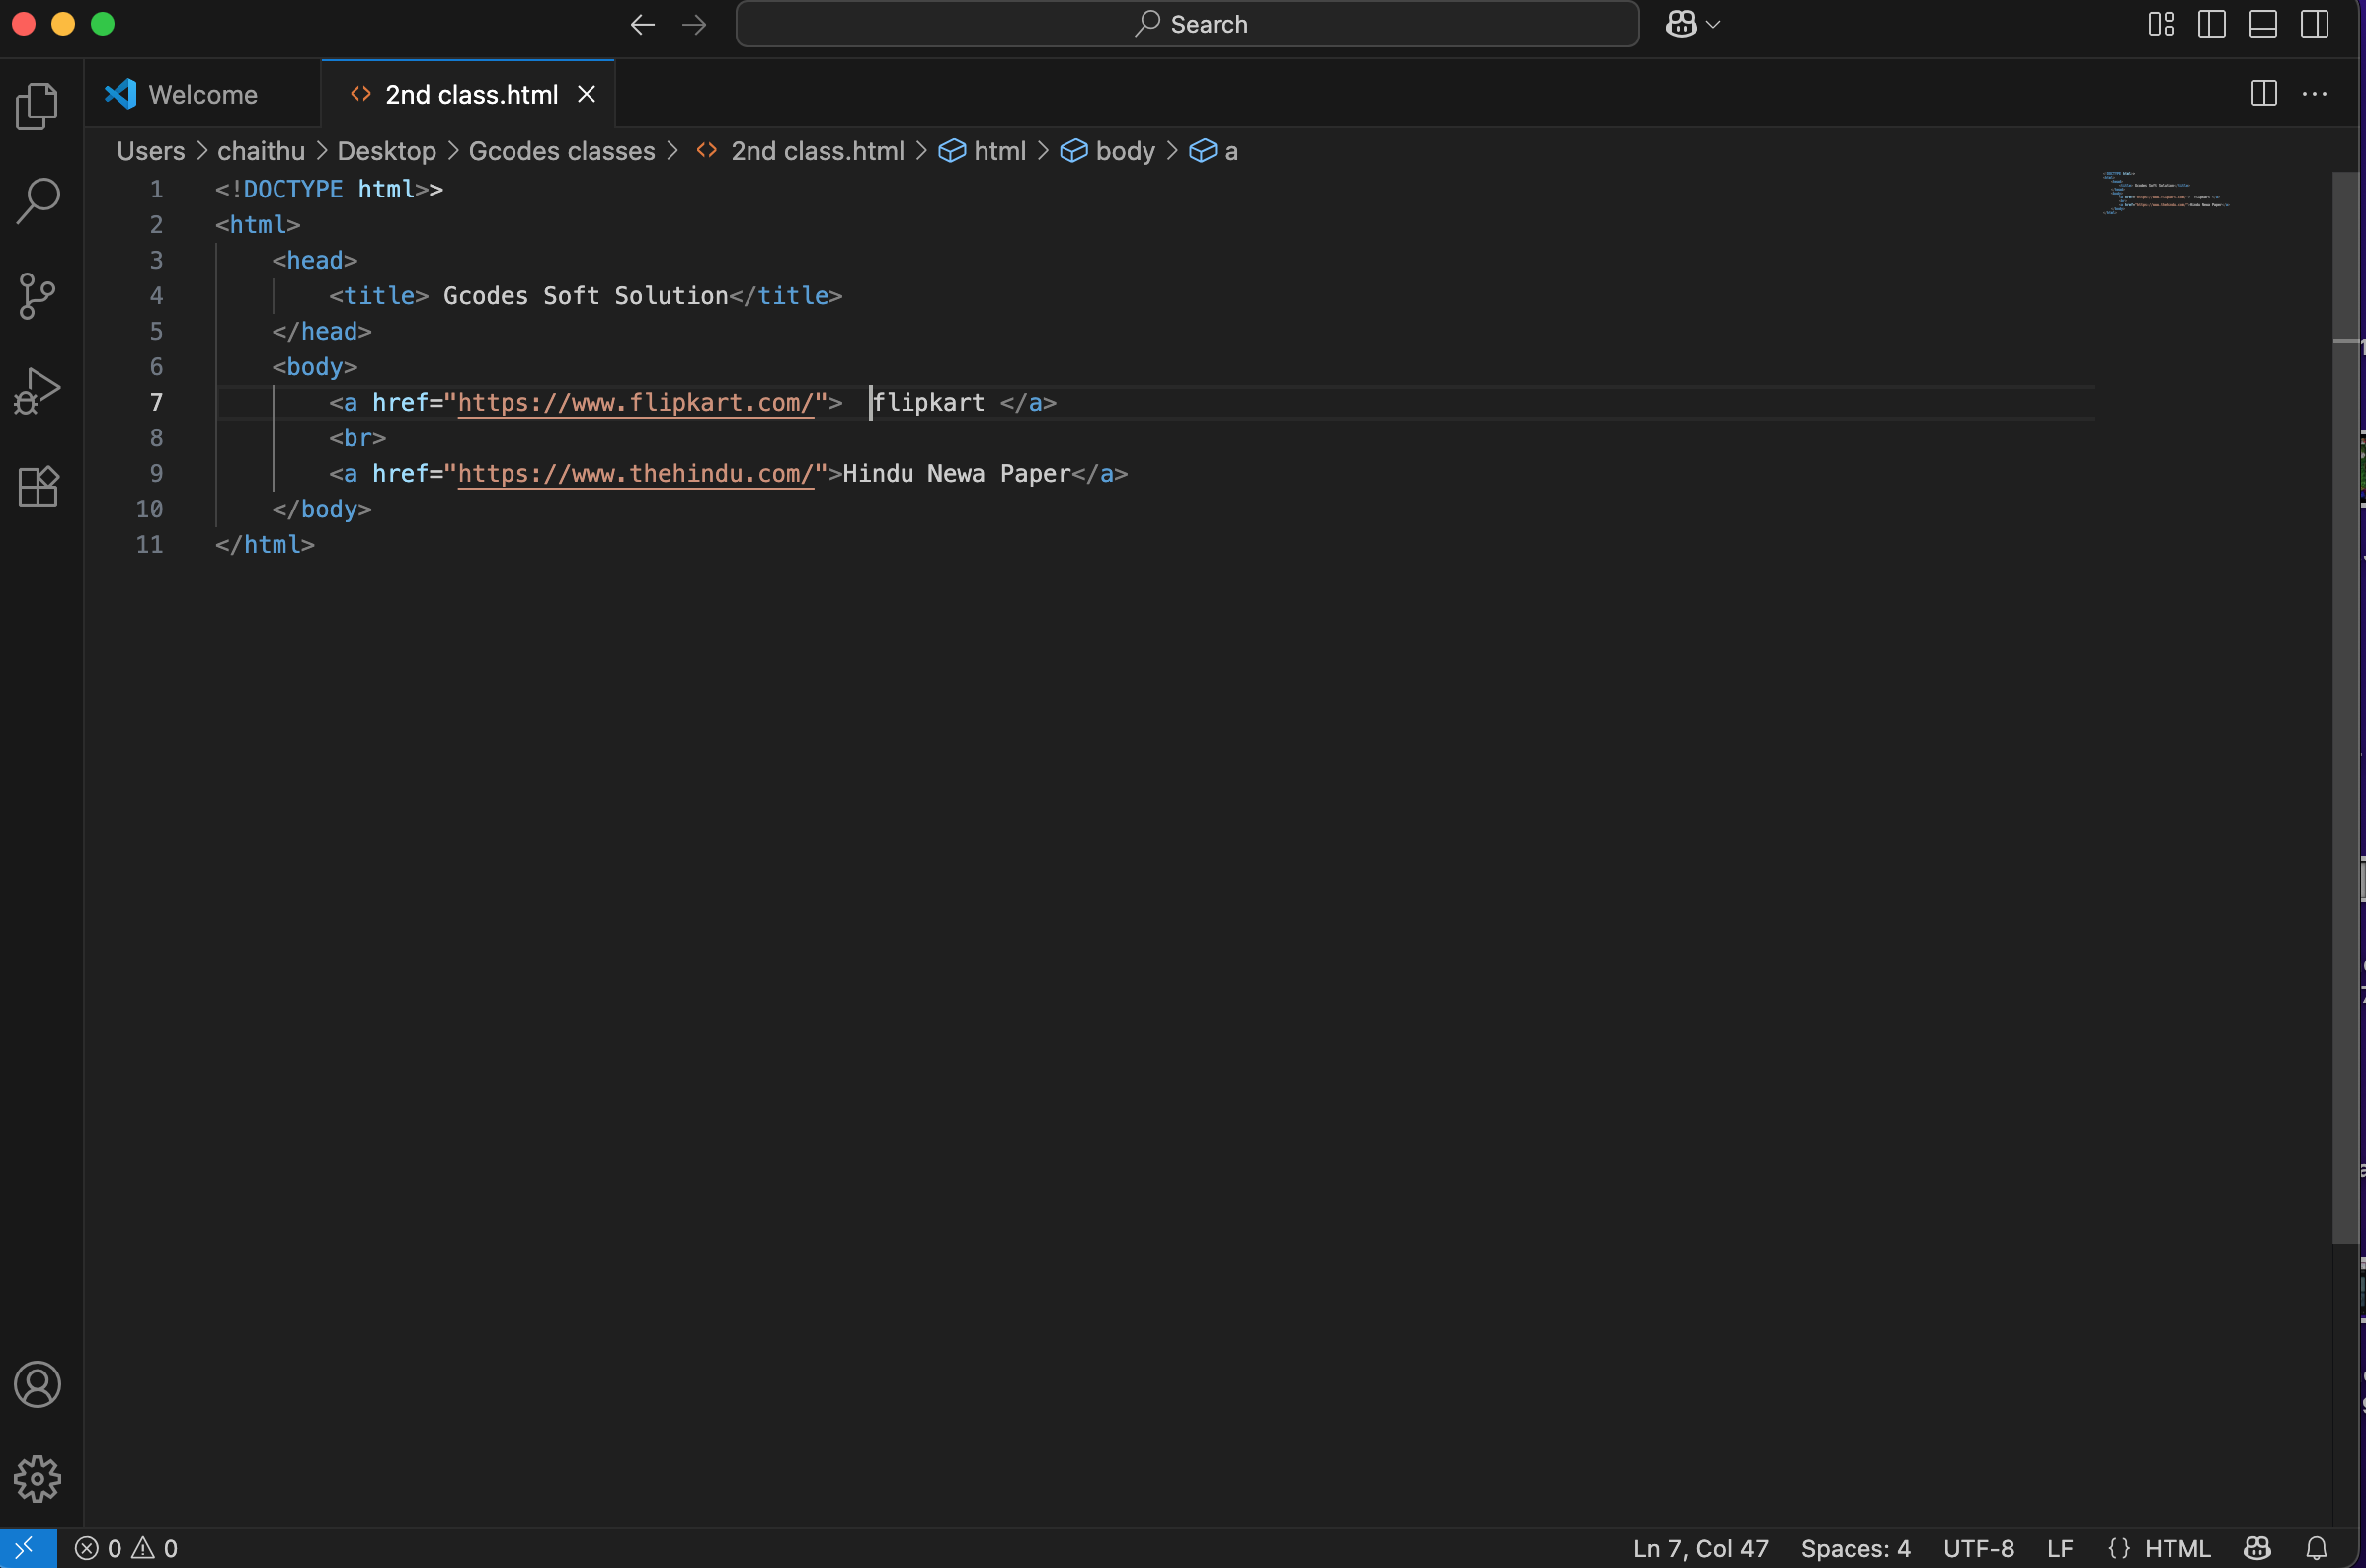 Search
Welcome
2nd class.html
Users > chaithu > Desktop > Gcodes classes > 2nd class.html > html > body > a
1 <!DOCTYPE html>>
2 <html>
3     <head>
4         <title> Gcodes Soft Solution</title>
5     </head>
6     <body>
7         <a href="https://www.flipkart.com/">  flipkart </a>
8         <br>
9         <a href="https://www.thehindu.com/">Hindu Newa Paper</a>
10     </body>
11 </html>
0 0 Ln 7, Col 47 Spaces: 4 UTF-8 LF {} HTML